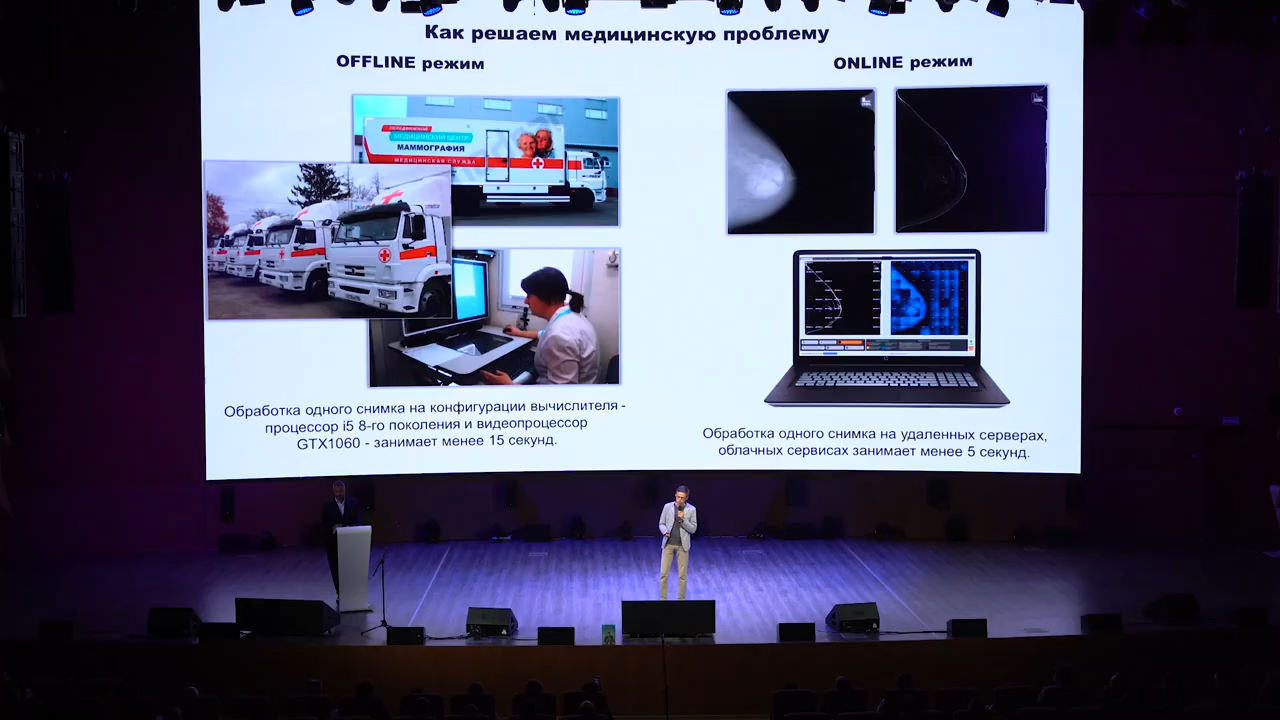 Как решаем медицинскую проблему
OFFLINE режим
ONLINE режим
ПЕРЕДВИЖНОЙ
МЕДИЦИНСКИЙ ЦЕНТР
МАММОГРАФИЯ
МЕДИЦИНСКАЯ СЛУЖБА
Обработка одного снимка на конфигурации вычислителя -
процессор i5 8-го поколения и видеопроцессор
GTX1060 - занимает менее 15 секунд.
Обработка одного снимка на удаленных серверах,
облачных сервисах занимает менее 5 секунд.